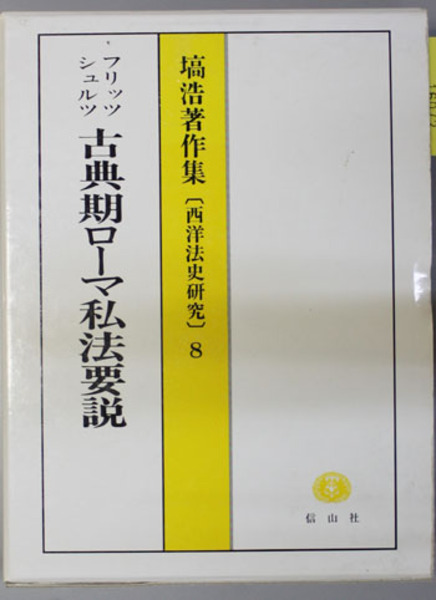 塙浩著作集〔西洋法史研究〕8
フリッツ
シュルツ
古典期ローマ私法要説
信山社